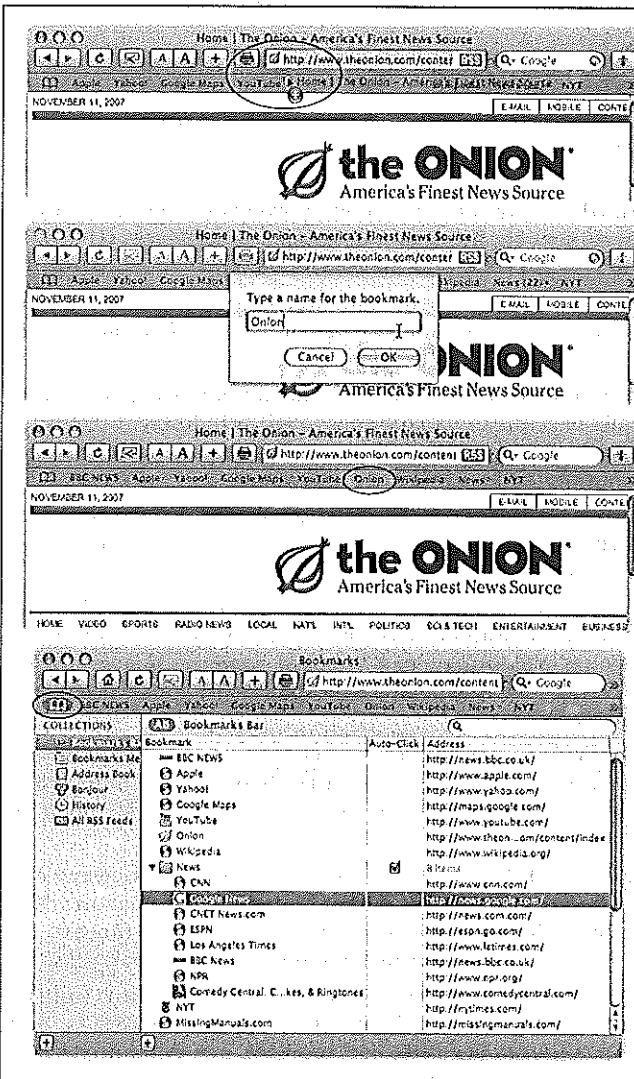 Home | The Onion – America's Finest News Source
A A + http://www.theonion.com/conter RSS Q- Google
Apple Yahoo! Google Maps YouTube Home | The Onion – America's Finest News Source NYT
NOVEMBER 11, 2007 E-MAIL MOBILE CONTE
the ONION
America's Finest News Source
Home | The Onion – America's Finest News Source
A A + http://www.theonion.com/conter RSS Q- Google
Apple Yahoo! Google Maps Wikipedia News (22) NYT
NOVEMBER 11, 2007 E-MAIL MOBILE CONTE
Type a name for the bookmark.
Onion
Cancel OK
NION
America's Finest News Source
Home | The Onion – America's Finest News Source
A A + http://www.theonion.com/content RSS Q- Google
BBC NEWS Apple Yahoo! Google Maps YouTube Onion Wikipedia News NYT
NOVEMBER 11, 2007 E-MAIL MOBILE CONTE
the ONION
America's Finest News Source
HOME VIDEO SPORTS RADIO NEWS LOCAL NAT'L INT'L POLITICS SCI & TECH ENTERTAINMENT BUSINESS
Bookmarks
A A + http://www.theonion.com/content Q- Google
BBC NEWS Apple Yahoo! Google Maps YouTube Onion Wikipedia News NYT
COLLECTIONS Bookmarks Bar
Bookmark Auto-Click Address
Bookmarks Me BBC NEWS http://news.bbc.co.uk/
Address Book Apple http://www.apple.com/
Bonjour Yahoo! http://www.yahoo.com/
History Google Maps http://maps.google.com/
All RSS Feeds YouTube http://www.youtube.com/
Onion http://www.theon...om/content/index
Wikipedia http://www.wikipedia.org/
News 8 items
CNN http://www.cnn.com/
Google News http://news.google.com/
CNET News.com http://news.com.com/
ESPN http://espn.go.com/
Los Angeles Times http://www.latimes.com/
BBC News http://news.bbc.co.uk/
NPR http://www.npr.org/
Comedy Central: C...kes, & Ringtones http://www.comedycentral.com/
NYT http://nytimes.com/
MissingManuals.com http://missingmanuals.com/